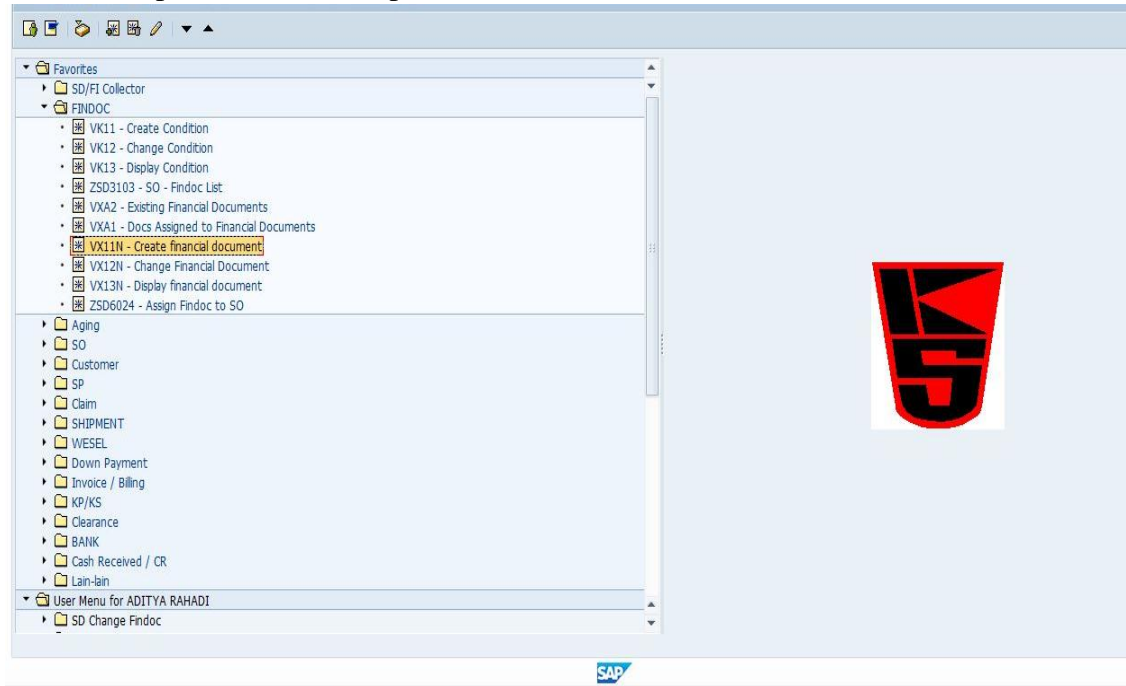 Favorites
SD/FI Collector
FINDOC
VK11 - Create Condition
VK12 - Change Condition
VK13 - Display Condition
ZSD3103 - SO - Findoc List
VXA2 - Existing Financial Documents
VXA1 - Docs Assigned to Financial Documents
VX11N - Create financial document
VX12N - Change Financial Document
VX13N - Display financial document
ZSD6024 - Assign Findoc to SO
Aging
SO
Customer
SP
Claim
SHIPMENT
WESEL
Down Payment
Invoice / Billing
KP/KS
Clearance
BANK
Cash Received / CR
Lain-lain
User Menu for ADITYA RAHADI
SD Change Findoc
KS
SAP